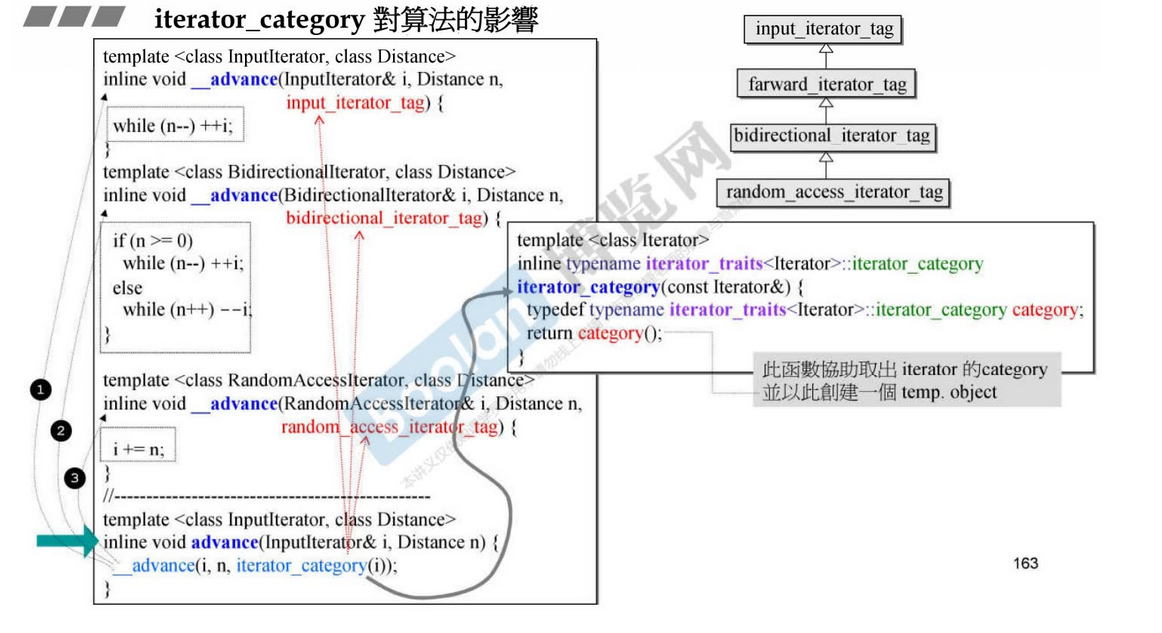 iterator_category 對算法的影響
template <class InputIterator, class Distance>
inline void __advance(InputIterator& i, Distance n,
input_iterator_tag) {
while (n--) ++i;
}
template <class BidirectionalIterator, class Distance>
inline void __advance(BidirectionalIterator& i, Distance n,
bidirectional_iterator_tag) {
if (n >= 0)
while (n--) ++i;
else
while (n++) --i;
}
template <class RandomAccessIterator, class Distance>
inline void __advance(RandomAccessIterator& i, Distance n,
random_access_iterator_tag) {
i += n;
}
//--------------------------------------------------
template <class InputIterator, class Distance>
inline void advance(InputIterator& i, Distance n) {
__advance(i, n, iterator_category(i));
}
1
2
3
input_iterator_tag
farward_iterator_tag
bidirectional_iterator_tag
random_access_iterator_tag
template <class Iterator>
inline typename iterator_traits<Iterator>::iterator_category
iterator_category(const Iterator&) {
typedef typename iterator_traits<Iterator>::iterator_category category;
return category();
}
此函數協助取出 iterator 的category
並以此創建一個 temp. object
163
Boolan 博览网